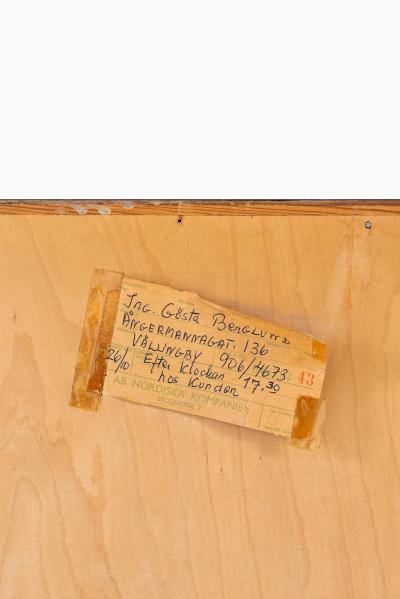 Ing. Gösta Berglund
ÅNGERMANNAGAT. 136
VÄLLINGBY 906/4673
26/10 Efter klockan 17.30
hos Kunden
43
AB NORDISKA KOMPANIET
STOCKHOLM 7